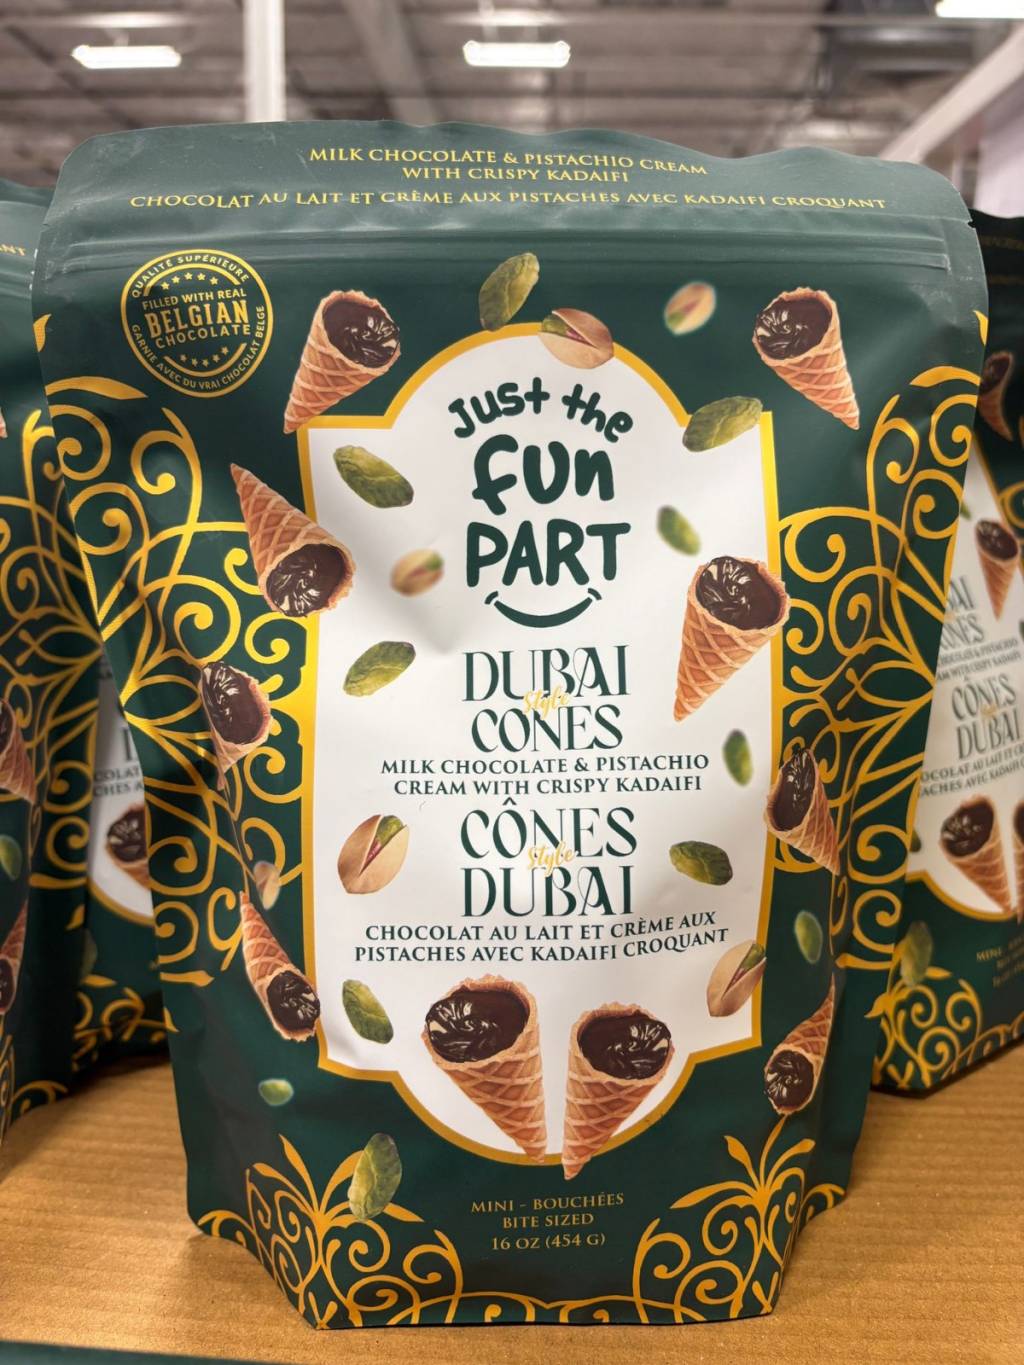 MILK CHOCOLATE & PISTACHIO CREAM
WITH CRISPY KADAIFI
CHOCOLAT AU LAIT ET CRÈME AUX PISTACHES AVEC KADAIFI CROQUANT
QUALITÉ SUPÉRIEURE
FILLED WITH REAL
BELGIAN
CHOCOLATE
GARNIE AVEC DU VRAI CHOCOLAT BELGE
Just the
Fun
PART
DUBAI
Style
CONES
MILK CHOCOLATE & PISTACHIO
CREAM WITH CRISPY KADAIFI
CÔNES
Style
DUBAI
CHOCOLAT AU LAIT ET CRÈME AUX
PISTACHES AVEC KADAIFI CROQUANT
MINI - BOUCHÉES
BITE SIZED
16 OZ (454 G)
CÔNES
Style
DUBAI